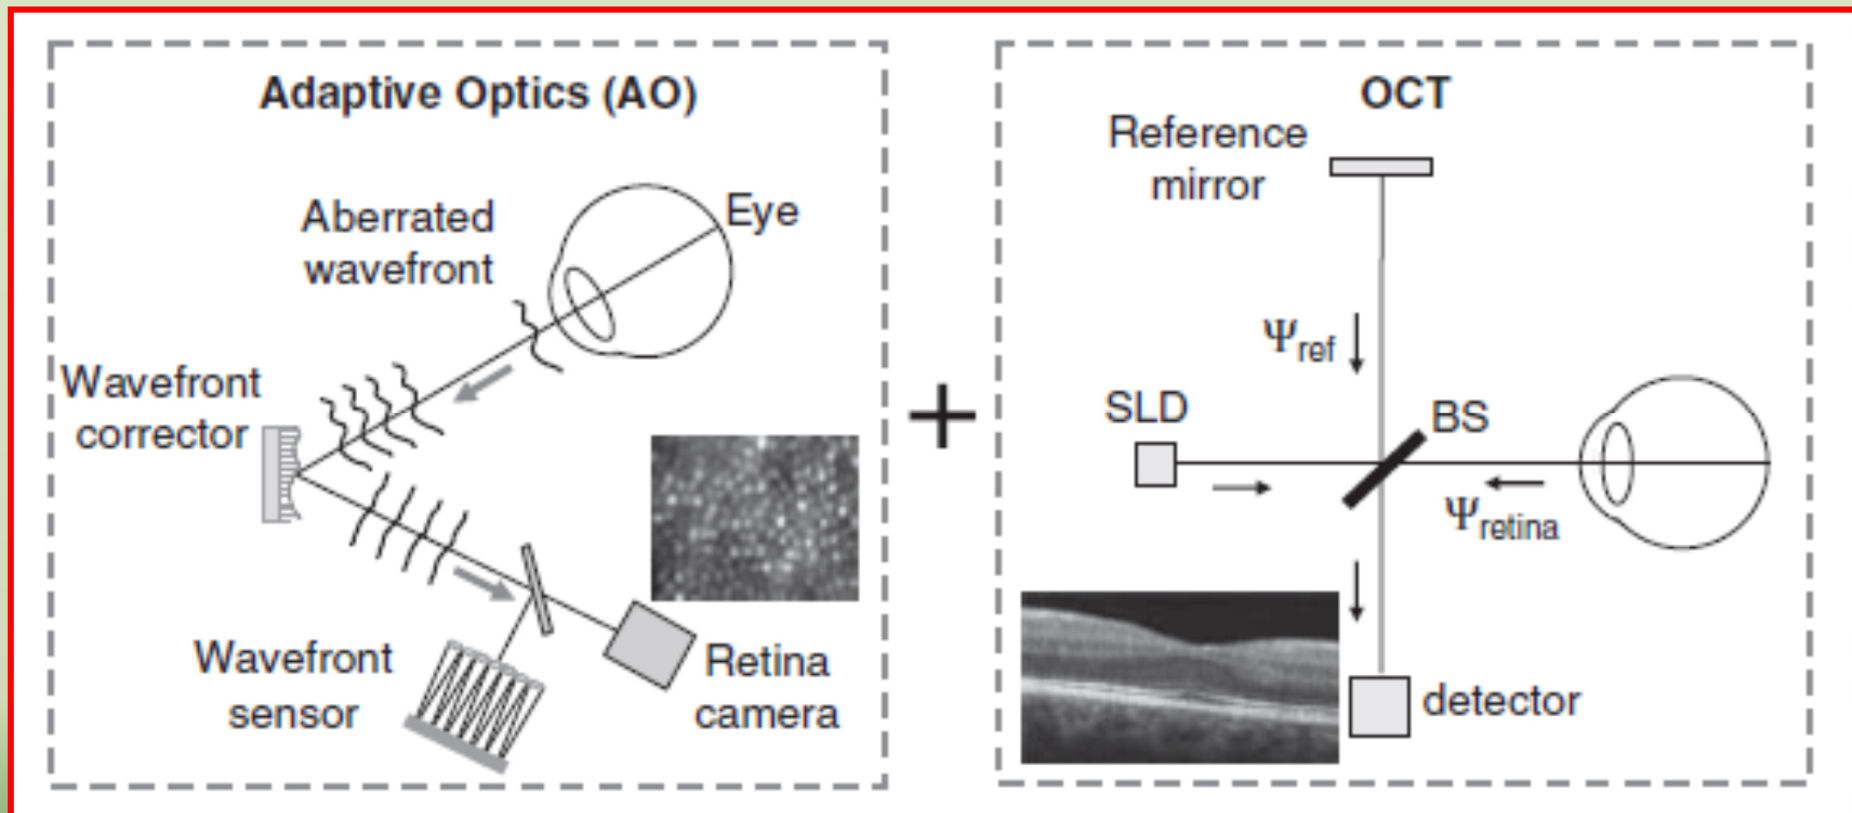 Adaptive Optics (AO)
Aberrated
wavefront
Eye
Wavefront
corrector
Wavefront
sensor
Retina
camera
+
OCT
Reference
mirror
Ψref
SLD
BS
Ψretina
detector